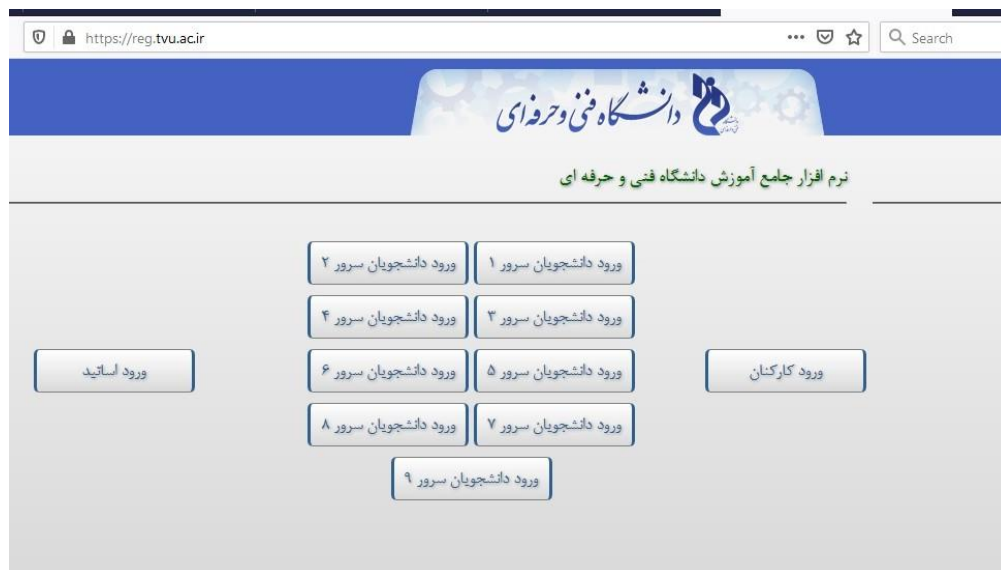 https://reg.tvu.ac.ir
Search
دانشگاه فنی و حرفه‌ای
نرم افزار جامع آموزش دانشگاه فنی و حرفه ای
ورود دانشجویان سرور ۱
ورود دانشجویان سرور ۲
ورود دانشجویان سرور ۳
ورود دانشجویان سرور ۴
ورود کارکنان
ورود دانشجویان سرور ۵
ورود دانشجویان سرور ۶
ورود اساتید
ورود دانشجویان سرور ۷
ورود دانشجویان سرور ۸
ورود دانشجویان سرور ۹